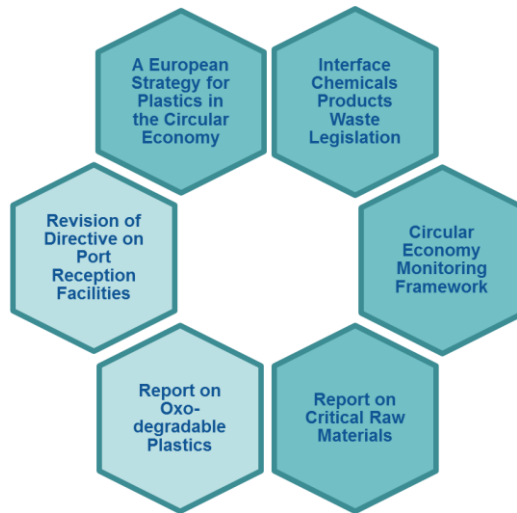 A European
Strategy for
Plastics in
the Circular
Economy
Interface
Chemicals
Products
Waste
Legislation
Revision of
Directive on
Port
Reception
Facilities
Circular
Economy
Monitoring
Framework
Report on
Oxo-
degradable
Plastics
Report on
Critical Raw
Materials